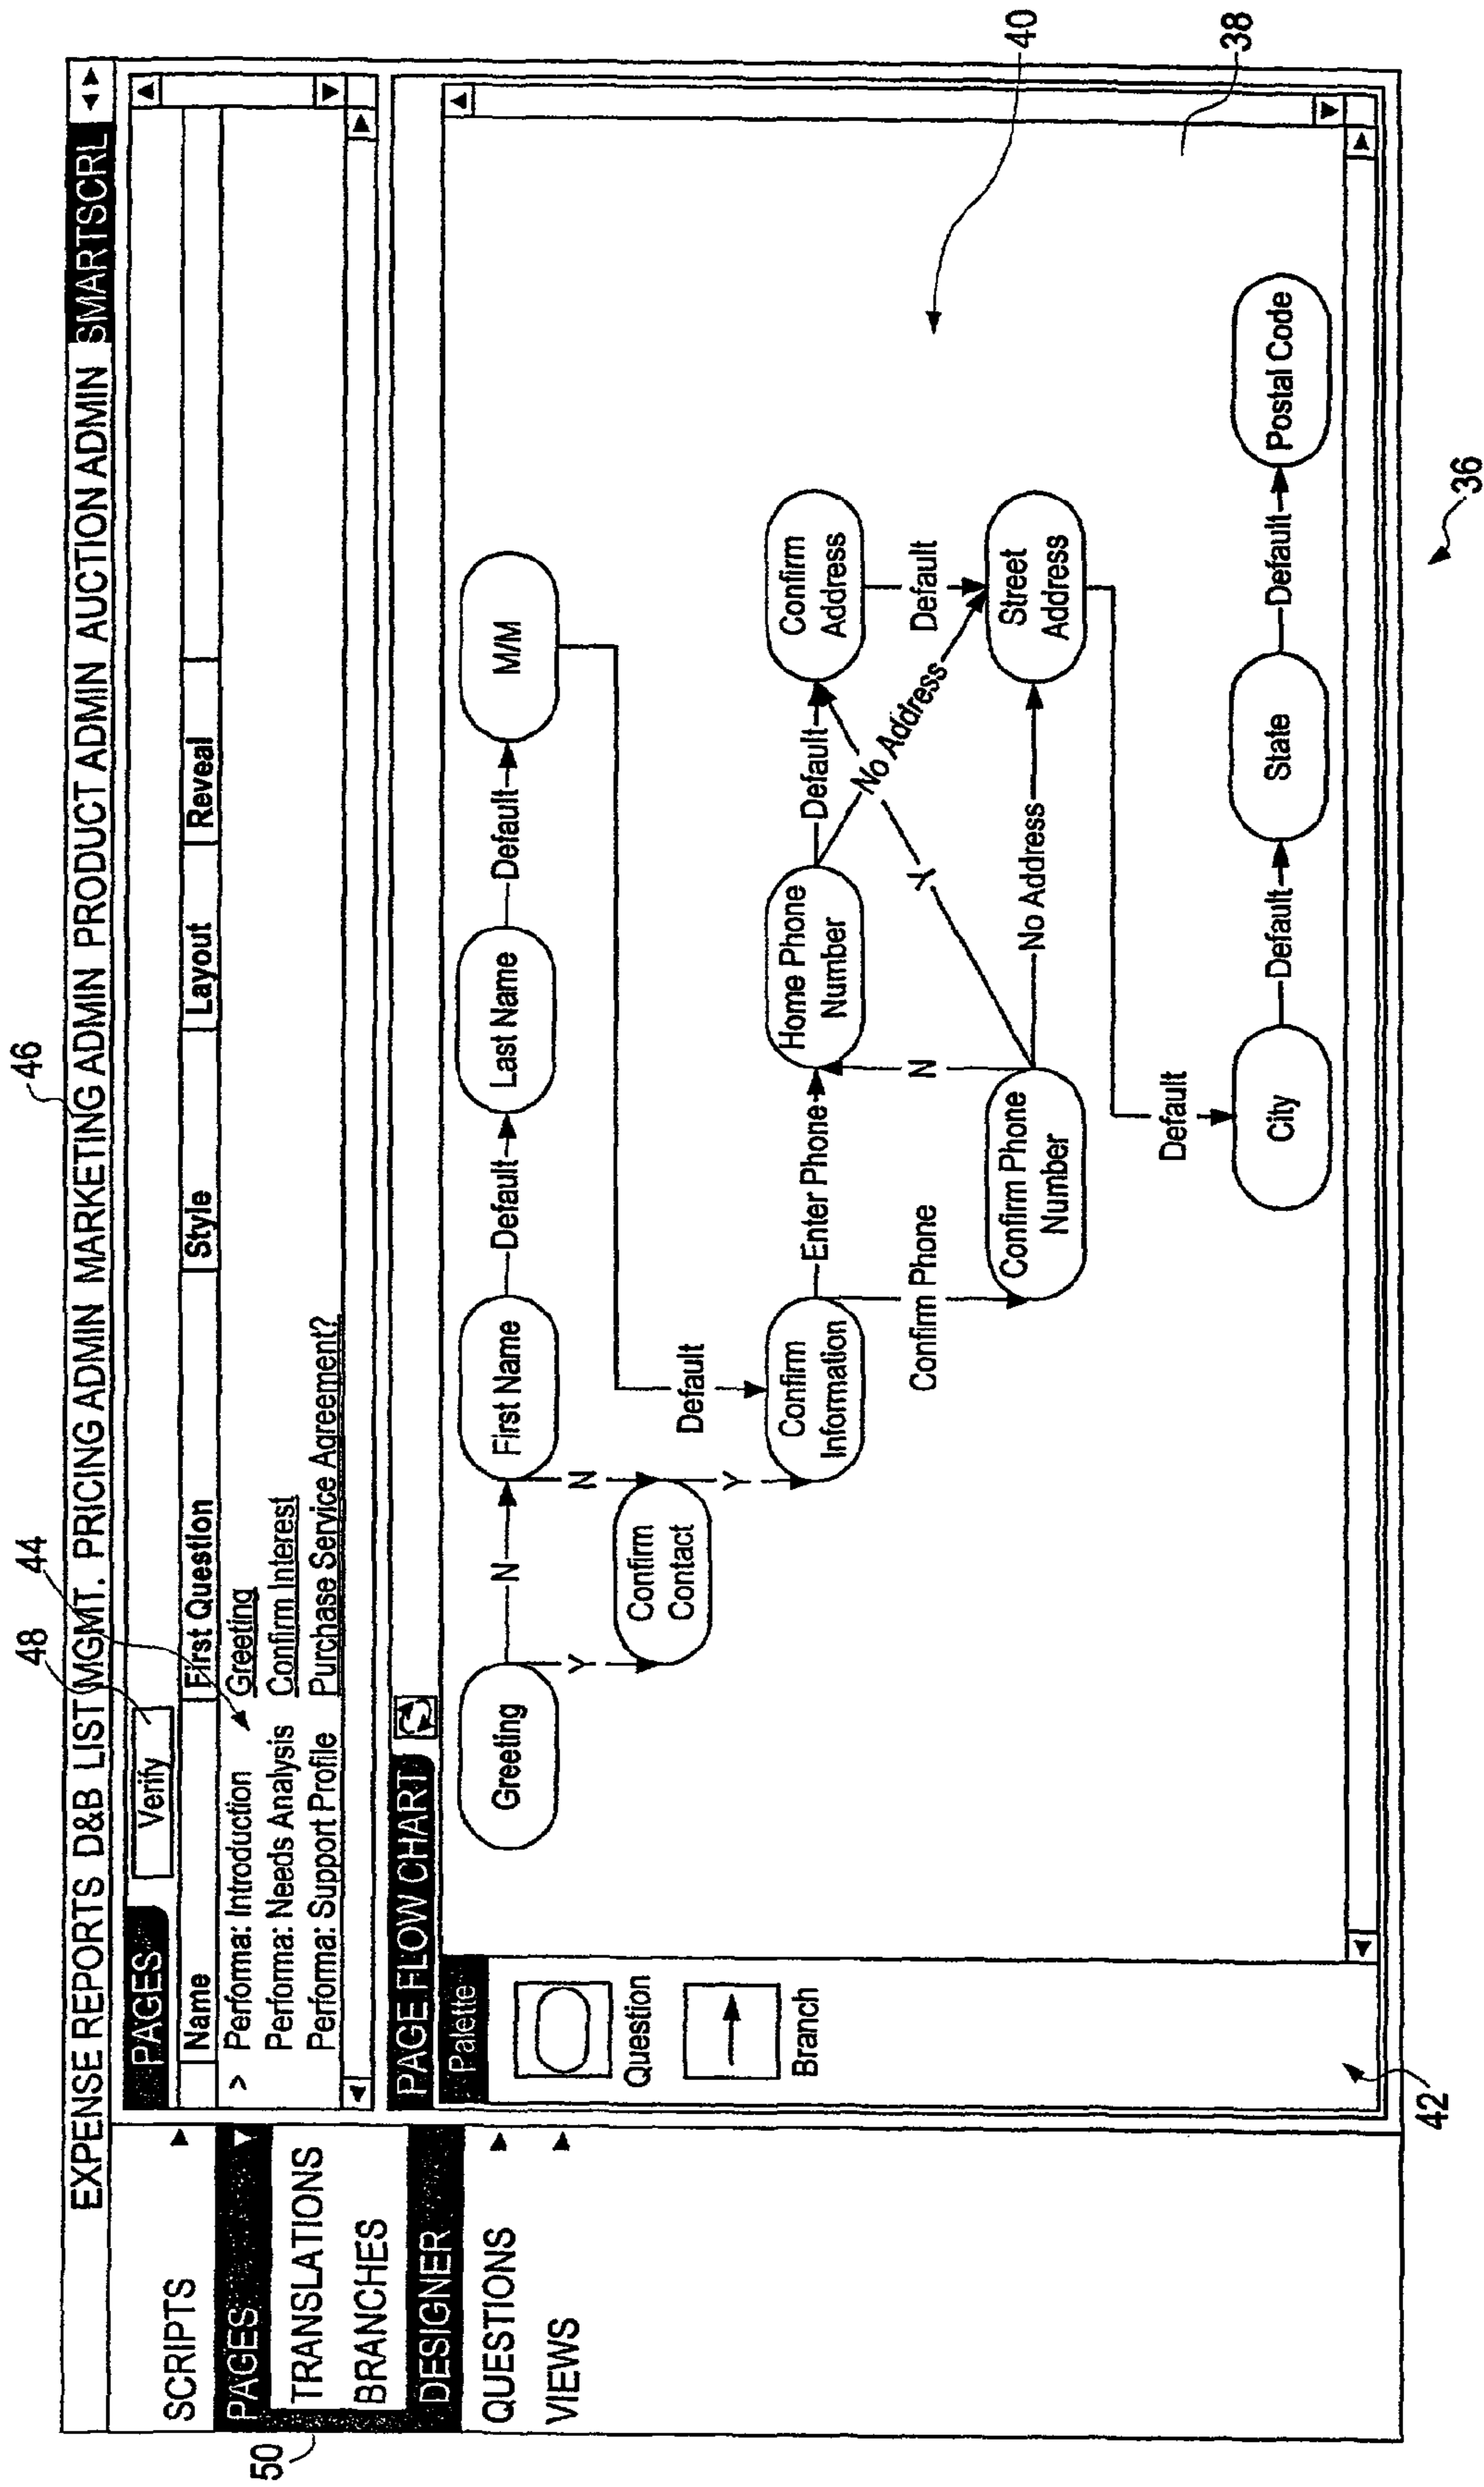 46
48
44
EXPENSE REPORTS D&B LIST MGMT. PRICING ADMIN MARKETING ADMIN PRODUCT ADMIN AUCTION ADMIN SMARTSCRL
SCRIPTS
PAGES
TRANSLATIONS
BRANCHES
DESIGNER
QUESTIONS
VIEWS
50
PAGES
Verify
Name First Question Style Layout Reveal
> Performa: Introduction Greeting
Performa: Needs Analysis Confirm Interest
Performa: Support Profile Purchase Service Agreement?
PAGE FLOW CHART
Palette
Question
Branch
Greeting
N
First Name
Default
Last Name
Default
M/M
Y
N
Confirm
Contact
Y
Default
Confirm
Information
Enter Phone
Home Phone
Number
Default
Confirm
Address
Confirm Phone
N
Y
No Address
Default
Confirm Phone
Number
No Address
Street
Address
Default
City
Default
State
Default
Postal Code
40
38
42
36